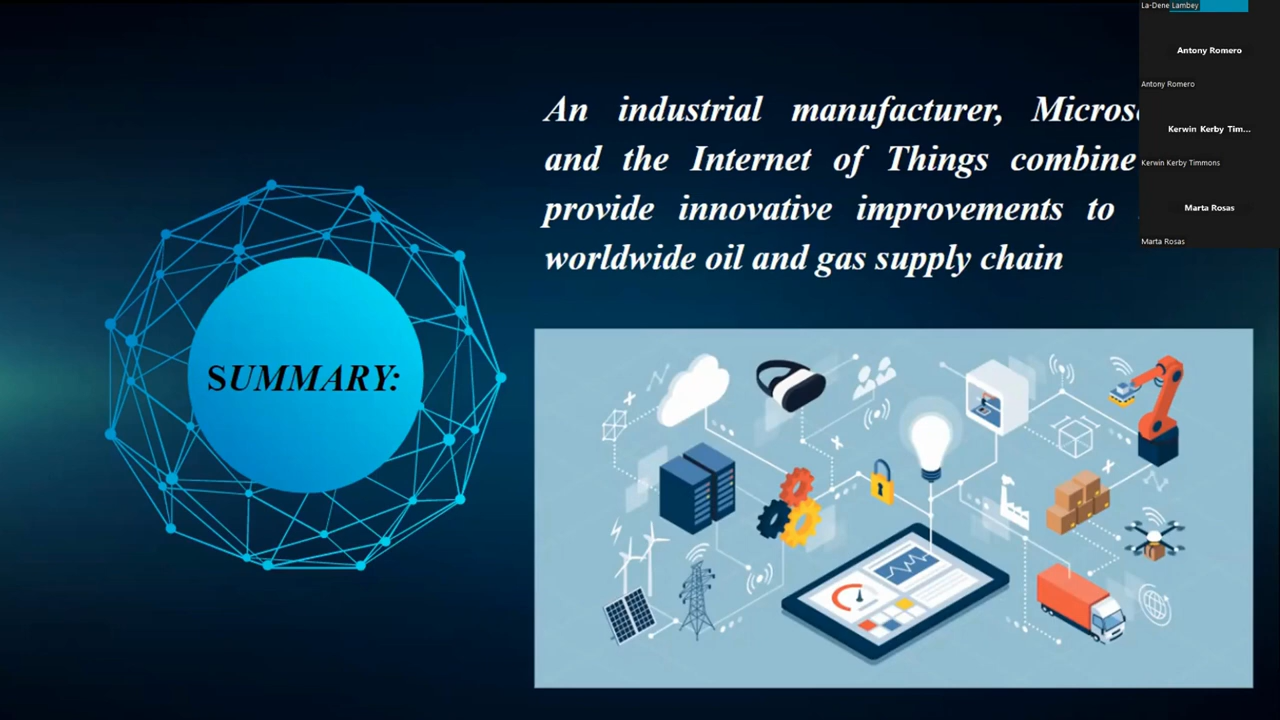 La-Dene Lambey
Antony Romero
Antony Romero
Kerwin Kerby Tim...
Kerwin Kerby Timmons
Marta Rosas
Marta Rosas
An industrial manufacturer,
and the Internet of Things combine
provide innovative improvements to
worldwide oil and gas supply chain
SUMMARY: